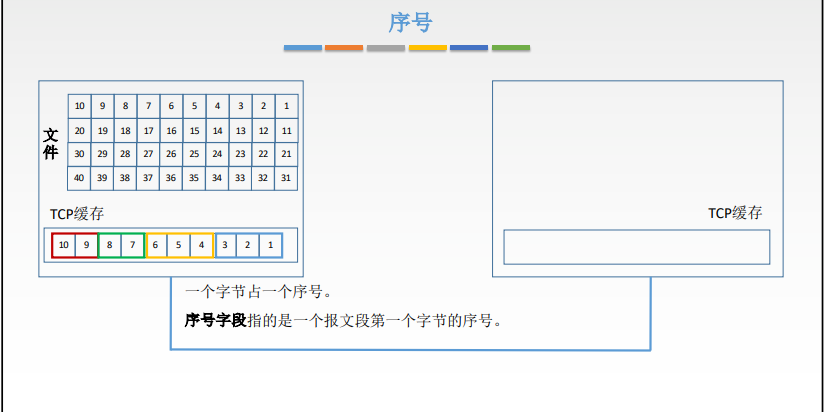 序号
文件
10 9 8 7 6 5 4 3 2 1
20 19 18 17 16 15 14 13 12 11
30 29 28 27 26 25 24 23 22 21
40 39 38 37 36 35 34 33 32 31
TCP缓存
10 9 8 7 6 5 4 3 2 1
TCP缓存
一个字节占一个序号。
序号字段指的是一个报文段第一个字节的序号。